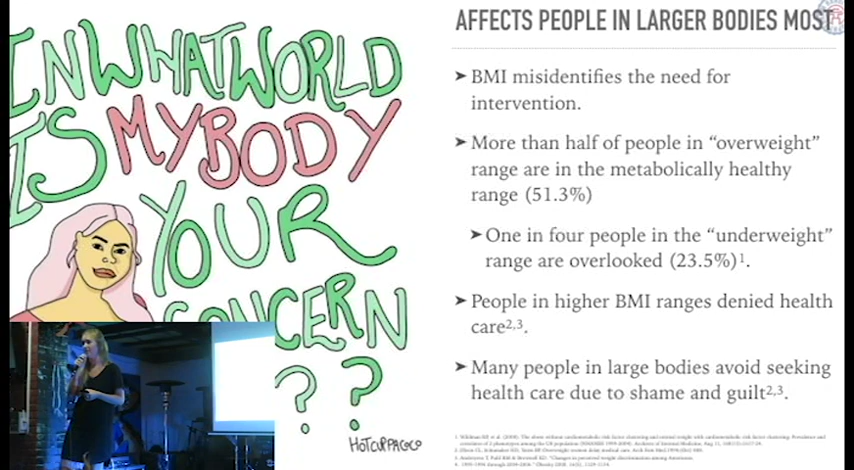 IN WHAT WORLD
IS MY BODY
YOUR
CONCERN
??
HOTCUPPACOCO
AFFECTS PEOPLE IN LARGER BODIES MOST
➤ BMI misidentifies the need for
intervention.
➤ More than half of people in “overweight”
range are in the metabolically healthy
range (51.3%)
➤ One in four people in the “underweight”
range are overlooked (23.5%)1.
➤ People in higher BMI ranges denied health
care2,3.
➤ Many people in large bodies avoid seeking
health care due to shame and guilt2,3.